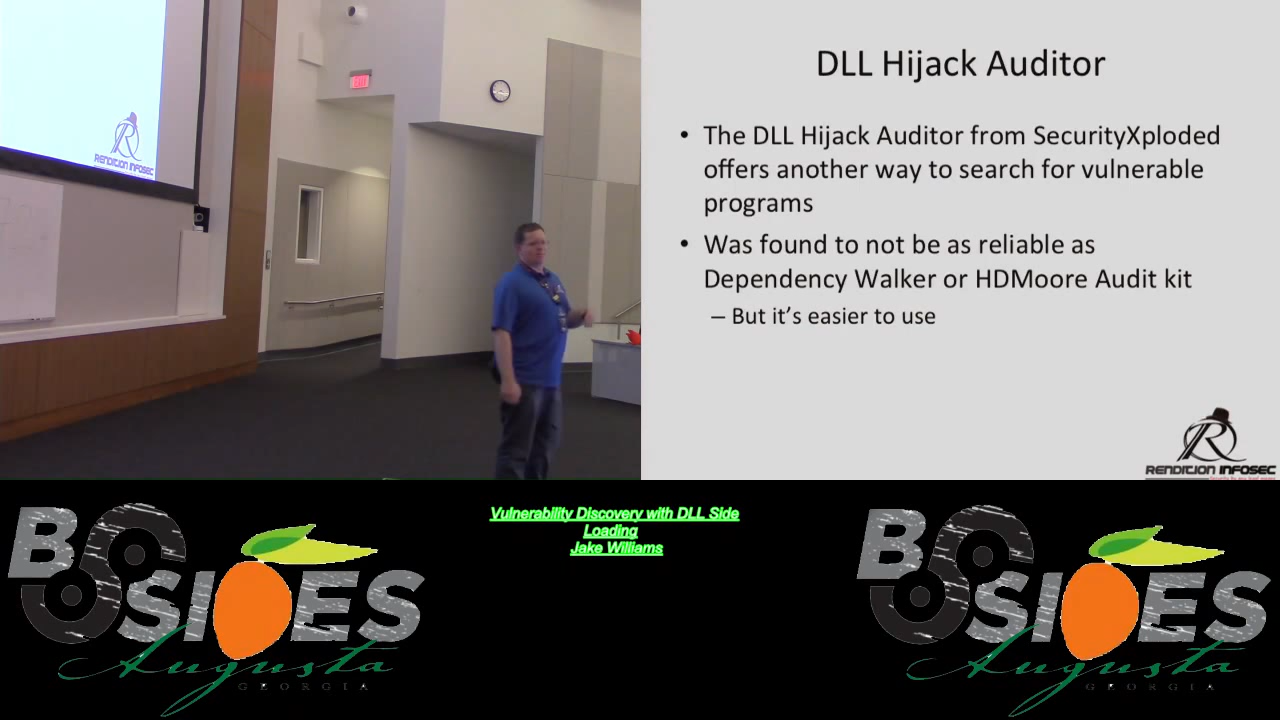 EXIT
RENDITION INFOSEC
DLL Hijack Auditor
• The DLL Hijack Auditor from SecurityXploded
offers another way to search for vulnerable
programs
• Was found to not be as reliable as
Dependency Walker or HDMoore Audit kit
– But it's easier to use
R
RENDITION INFOSEC
Vulnerability Discovery with DLL Side
Loading
Jake Williams
BSIDES
Augusta
GEORGIA
BSIDES
Augusta
GEORGIA